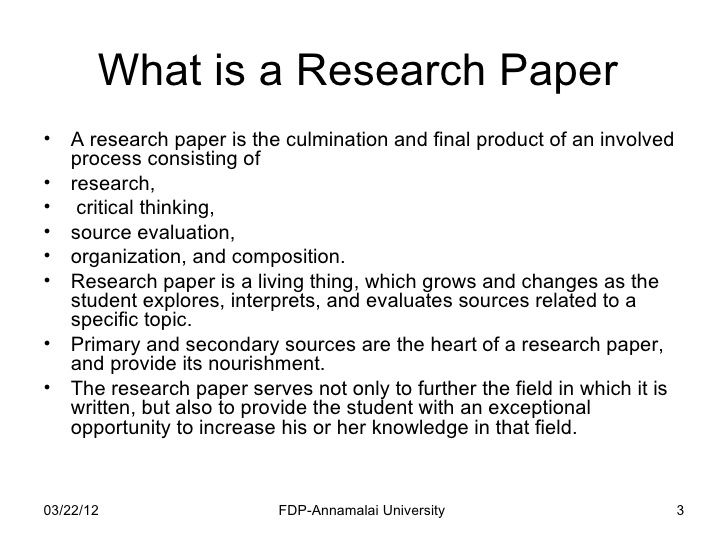 What is a Research Paper
• A research paper is the culmination and final product of an involved
process consisting of
• research,
• critical thinking,
• source evaluation,
• organization, and composition.
• Research paper is a living thing, which grows and changes as the
student explores, interprets, and evaluates sources related to a
specific topic.
• Primary and secondary sources are the heart of a research paper,
and provide its nourishment.
• The research paper serves not only to further the field in which it is
written, but also to provide the student with an exceptional
opportunity to increase his or her knowledge in that field.
03/22/12 FDP-Annamalai University 3